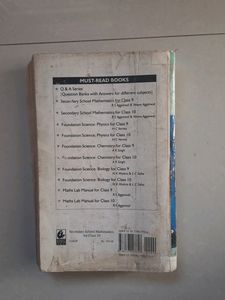 MUST-READ BOOKS
Q & A Series
(Question Banks with Answers for different subjects)
Secondary School Mathematics for Class 9
R S Aggarwal & Veena Aggarwal
Secondary School Mathematics for Class 10
R S Aggarwal & Veena Aggarwal
Foundation Science: Physics for Class 9
H C Verma
Foundation Science: Physics for Class 10
H C Verma
Foundation Science: Chemistry for Class 9
R K Singh
Foundation Science: Chemistry for Class 10
Foundation Science: Biology for Class 9
Foundation Science: Biology for Class 10
Maths Lab Manual for Class 9
R S Aggarwal
Maths Lab Manual for Class 10
R S Aggarwal
Secondary School Mathematics
for Class 10